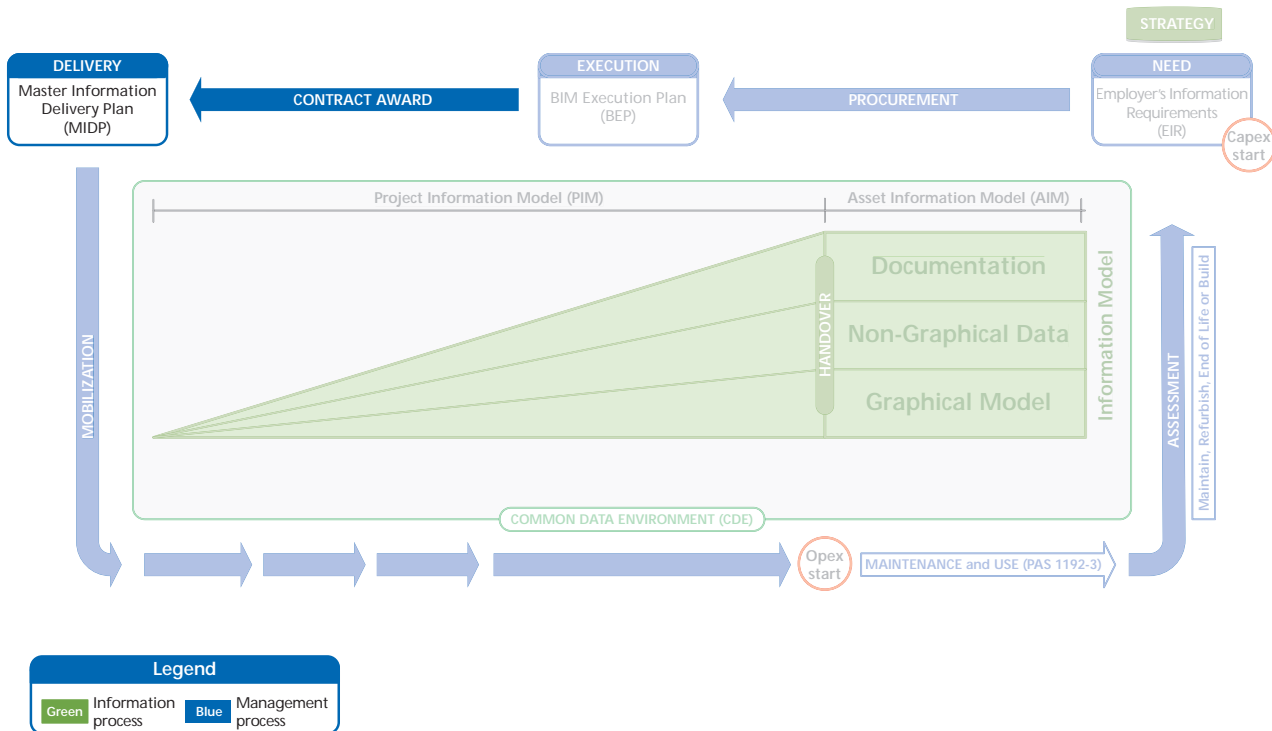 STRATEGY
DELIVERY
Master Information
Delivery Plan
(MIDP)
CONTRACT AWARD
EXECUTION
BIM Execution Plan
(BEP)
PROCUREMENT
NEED
Employer's Information
Requirements
(EIR)
Capex
start
Project Information Model (PIM)
Asset Information Model (AIM)
Documentation
Non-Graphical Data
Graphical Model
HANDOVER
Information Model
MOBILIZATION
ASSESSMENT
Maintain, Refurbish, End of Life or Build
COMMON DATA ENVIRONMENT (CDE)
Opex
start
MAINTENANCE and USE (PAS 1192-3)
Legend
Green
Information
process
Blue
Management
process